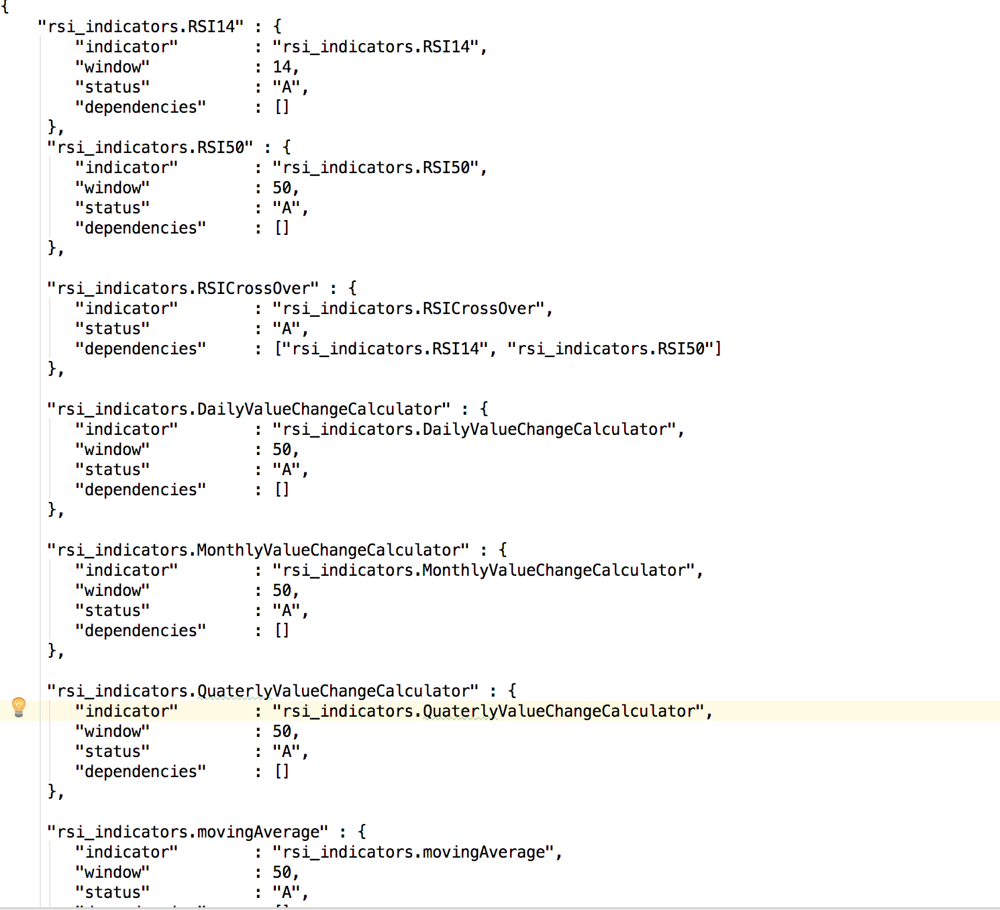 {
"rsi_indicators.RSI14" : {
"indicator" : "rsi_indicators.RSI14",
"window" : 14,
"status" : "A",
"dependencies" : []
},
"rsi_indicators.RSI50" : {
"indicator" : "rsi_indicators.RSI50",
"window" : 50,
"status" : "A",
"dependencies" : []
},
"rsi_indicators.RSICrossOver" : {
"indicator" : "rsi_indicators.RSICrossOver",
"status" : "A",
"dependencies" : ["rsi_indicators.RSI14", "rsi_indicators.RSI50"]
},
"rsi_indicators.DailyValueChangeCalculator" : {
"indicator" : "rsi_indicators.DailyValueChangeCalculator",
"window" : 50,
"status" : "A",
"dependencies" : []
},
"rsi_indicators.MonthlyValueChangeCalculator" : {
"indicator" : "rsi_indicators.MonthlyValueChangeCalculator",
"window" : 50,
"status" : "A",
"dependencies" : []
},
"rsi_indicators.QuaterlyValueChangeCalculator" : {
"indicator" : "rsi_indicators.QuaterlyValueChangeCalculator",
"window" : 50,
"status" : "A",
"dependencies" : []
},
"rsi_indicators.movingAverage" : {
"indicator" : "rsi_indicators.movingAverage",
"window" : 50,
"status" : "A",